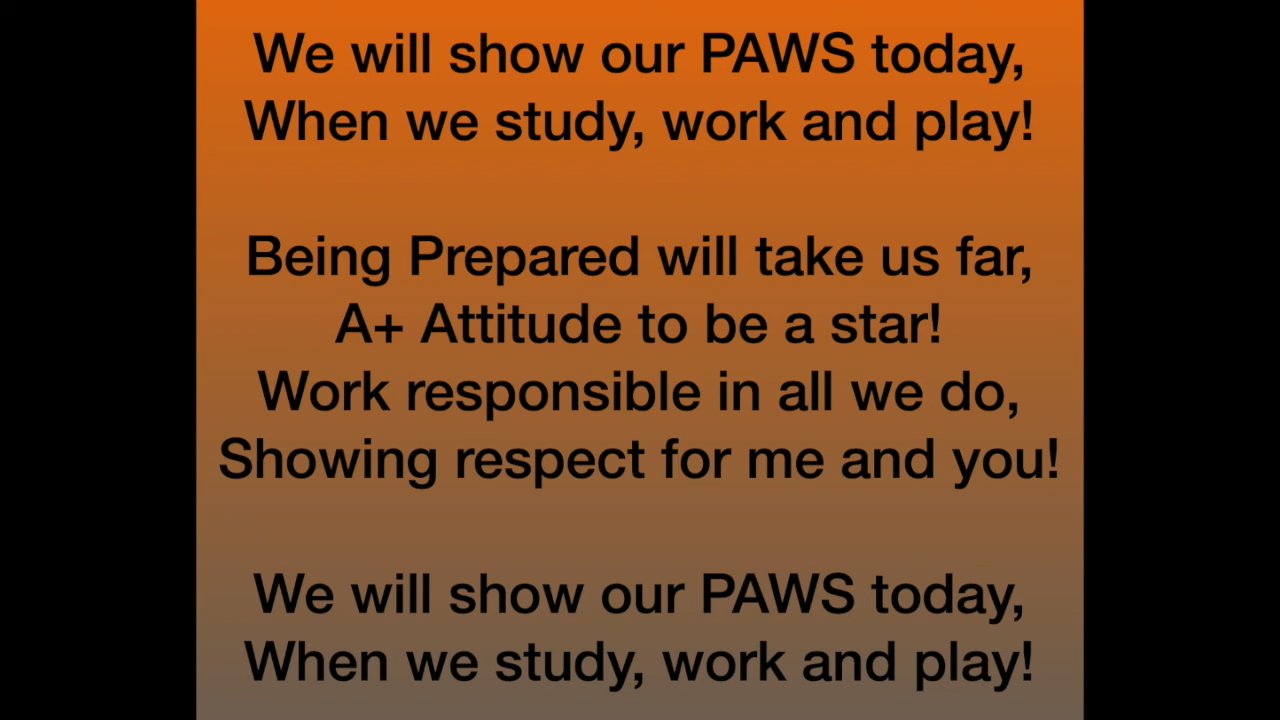 We will show our PAWS today,
When we study, work and play!
Being Prepared will take us far,
A+ Attitude to be a star!
Work responsible in all we do,
Showing respect for me and you!
We will show our PAWS today,
When we study, work and play!